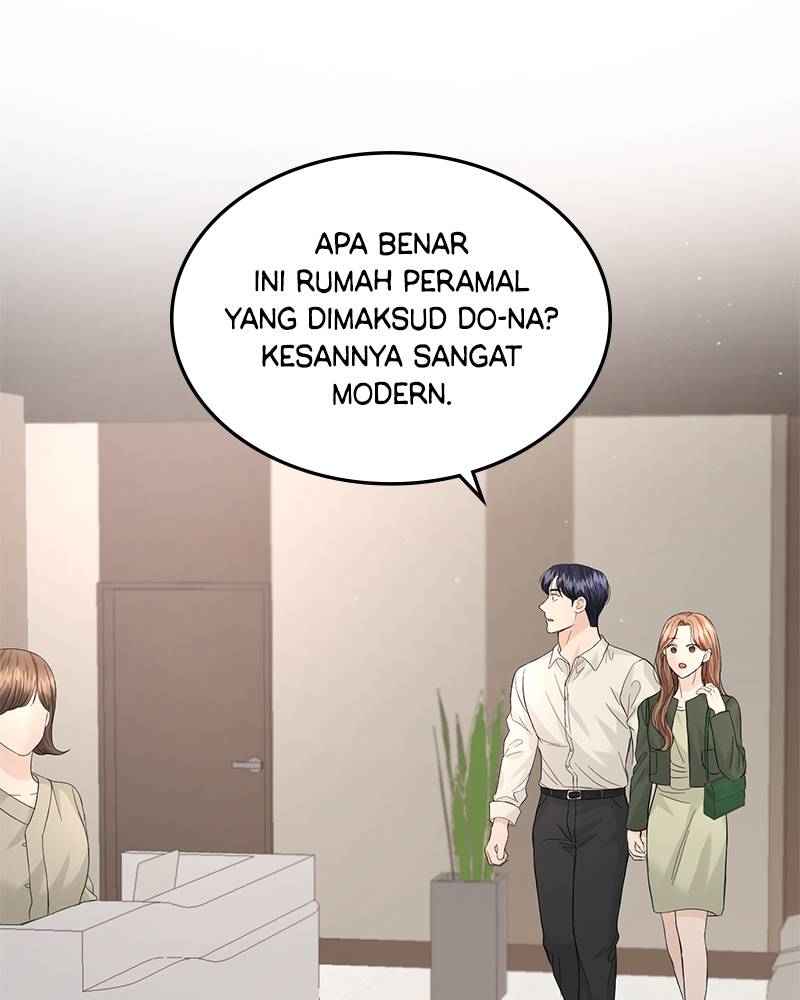 APA BENAR
INI RUMAH PERAMAL
YANG DIMAKSUD DO-NA?
KESANNYA SANGAT
MODERN.